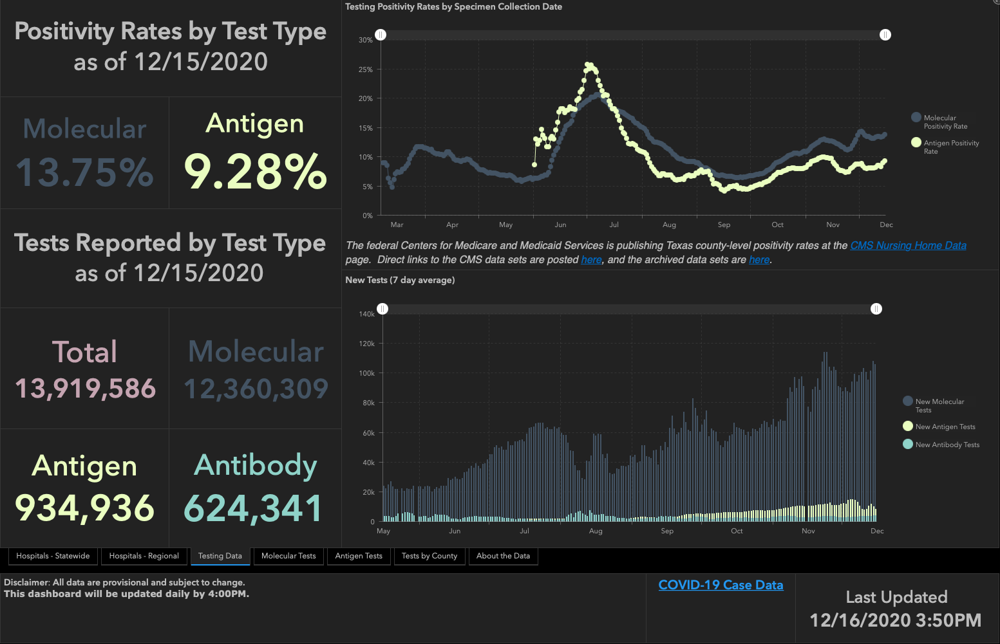 Positivity Rates by Test Type
as of 12/15/2020
Molecular
13.75%
Antigen
9.28%
Tests Reported by Test Type
as of 12/15/2020
Total
13,919,586
Molecular
12,360,309
Antigen
934,936
Antibody
624,341
Testing Positivity Rates by Specimen Collection Date
30%
25%
20%
15%
10%
5%
0%
Mar Apr May Jun Jul Aug Sep Oct Nov Dec
Molecular
Positivity Rate
Antigen Positivity
Rate
The federal Centers for Medicare and Medicaid Services is publishing Texas county-level positivity rates at the CMS Nursing Home Data
page. Direct links to the CMS data sets are posted here, and the archived data sets are here.
New Tests (7 day average)
140k
120k
100k
80k
60k
40k
20k
0
May Jun Jul Aug Sep Oct Nov Dec
New Molecular
Tests
New Antigen Tests
New Antibody Tests
Hospitals - Statewide Hospitals - Regional Testing Data Molecular Tests Antigen Tests Tests by County About the Data
Disclaimer: All data are provisional and subject to change.
This dashboard will be updated daily by 4:00PM.
COVID-19 Case Data
Last Updated
12/16/2020 3:50PM